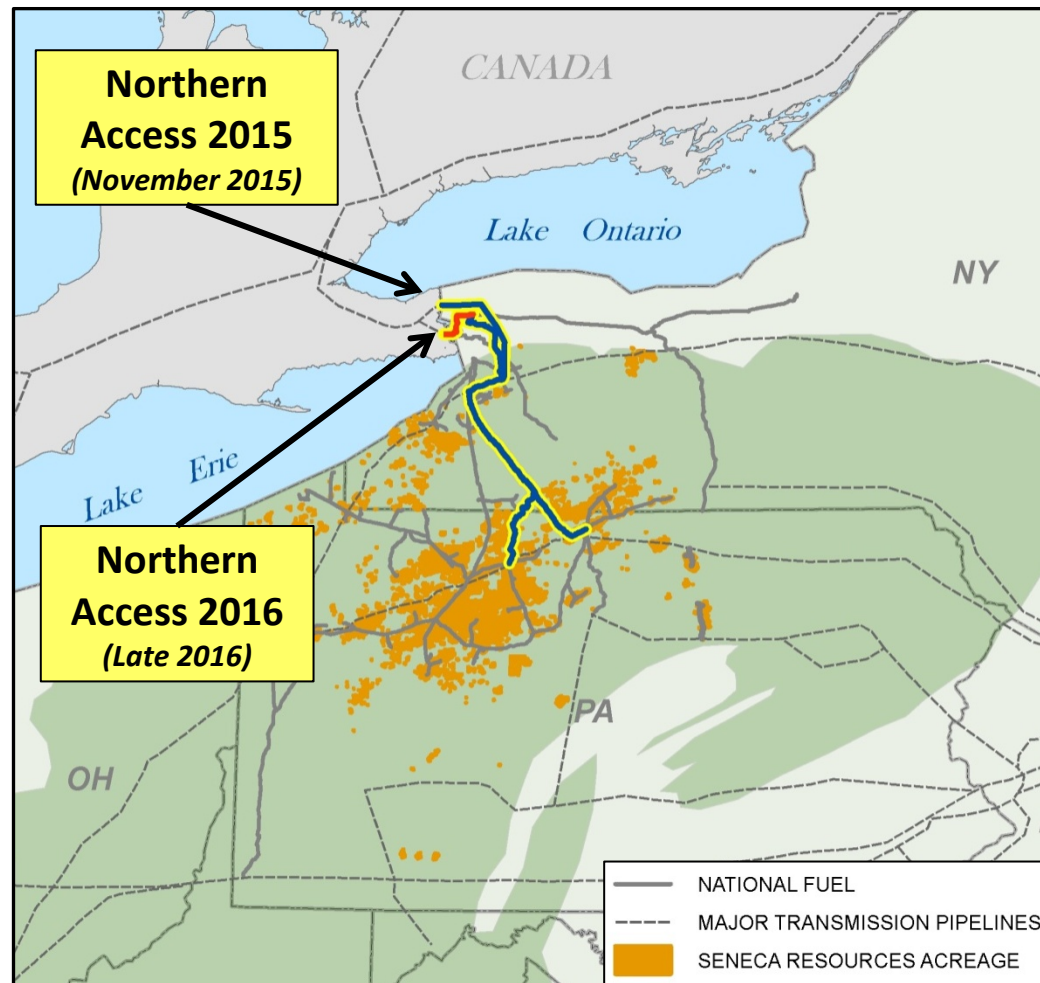 Northern
Access 2015
(November 2015)
CANADA
Lake Ontario
NY
Lake Erie
Northern
Access 2016
(Late 2016)
PA
OH
NATIONAL FUEL
MAJOR TRANSMISSION PIPELINES
SENECA RESOURCES ACREAGE